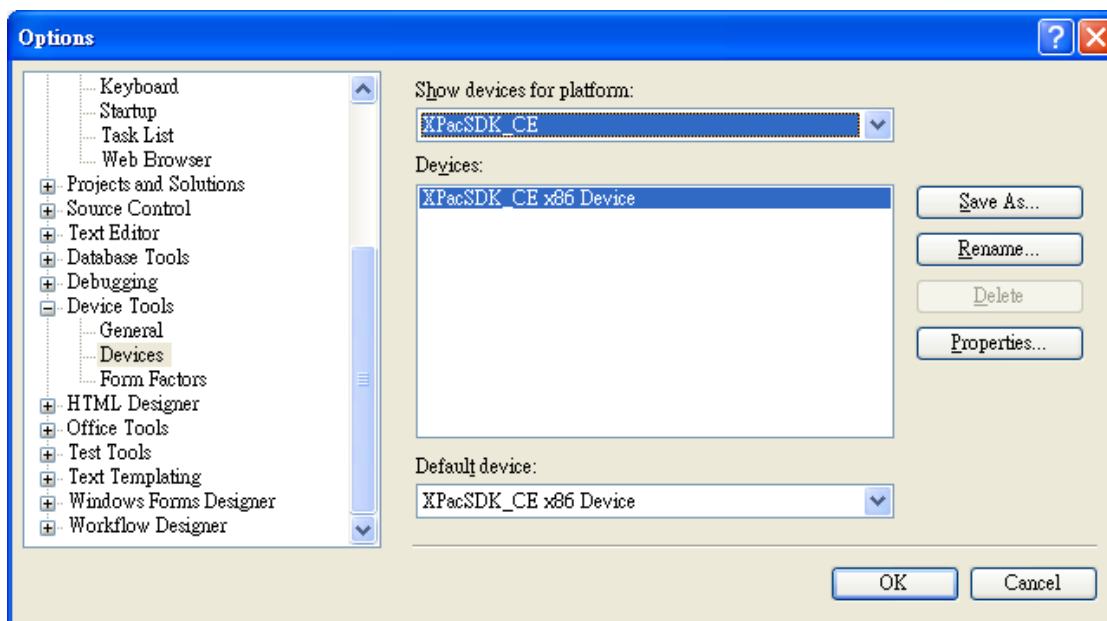 Options
Keyboard
Startup
Task List
Web Browser
Projects and Solutions
Source Control
Text Editor
Database Tools
Debugging
Device Tools
General
Devices
Form Factors
HTML Designer
Office Tools
Test Tools
Text Templating
Windows Forms Designer
Workflow Designer
Show devices for platform:
XPacSDK_CE
Devices:
XPacSDK_CE x86 Device
Save As...
Rename...
Delete
Properties...
Default device:
XPacSDK_CE x86 Device
OK
Cancel